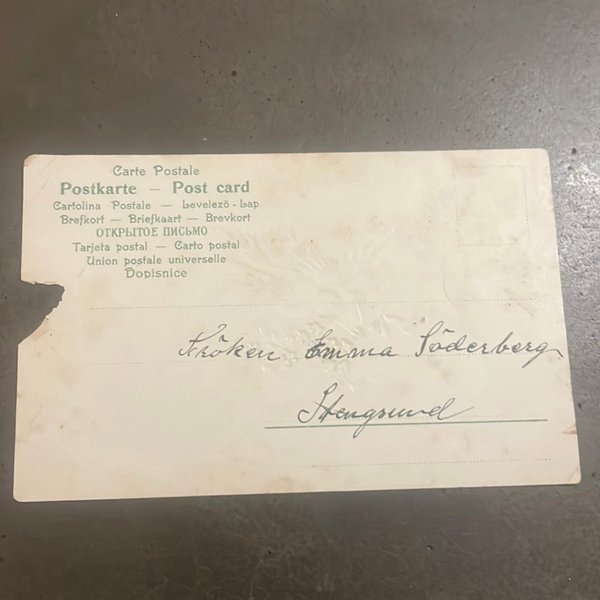 Carte Postale
Postkarte — Post card
Cartolina Postale — Levelező-Lap
Brefkort — Briefkaart — Brevkort
ОТКРЫТОЕ ПИСЬМО
Tarjeta postal — Carto postal
Union postale universelle
Dopisnice
Fröken Emma Söderberg
Stengrund